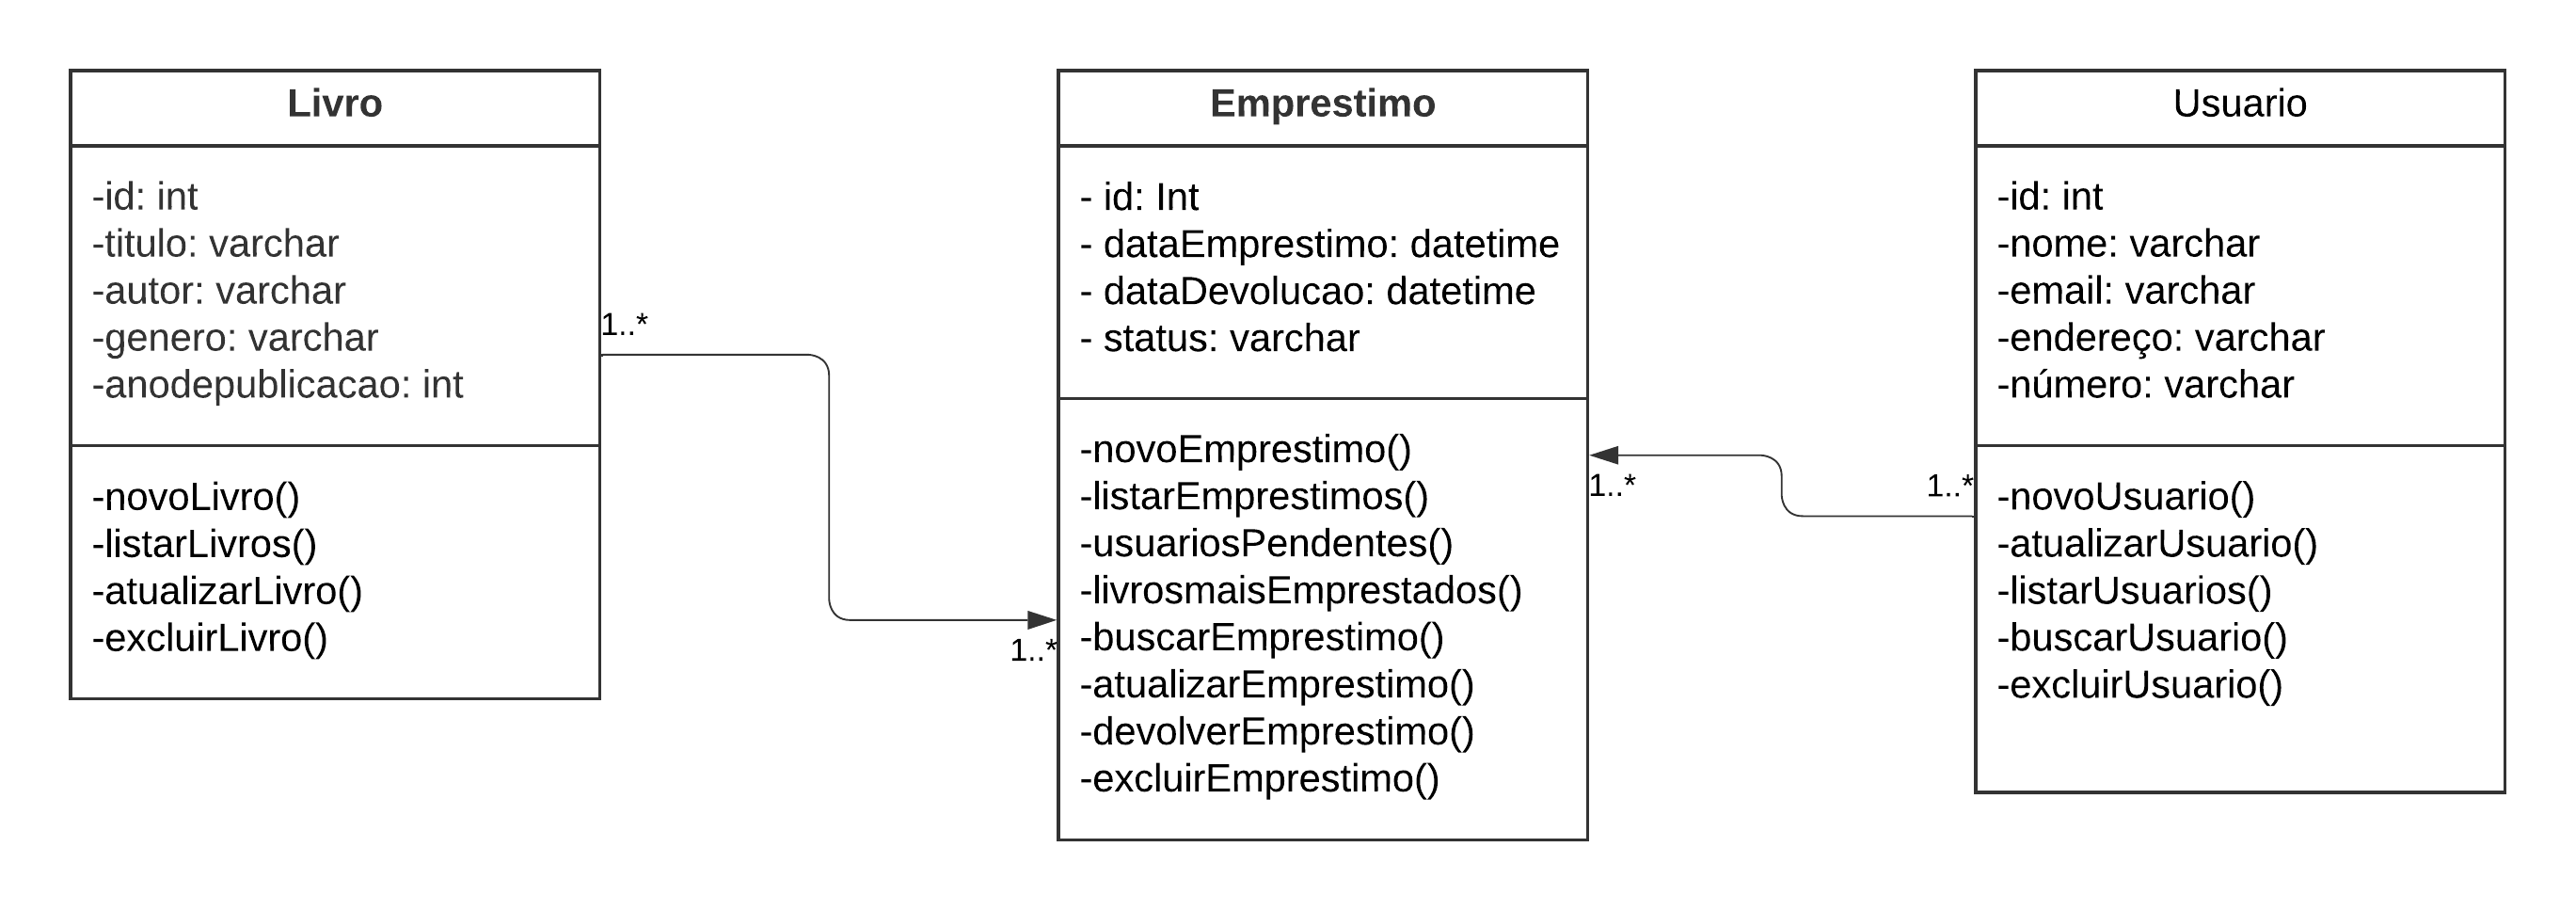 Livro
-id: int
-titulo: varchar
-autor: varchar
-genero: varchar
-anodepublicacao: int
-novoLivro()
-listarLivros()
-atualizarLivro()
-excluirLivro()
1..*
1..*
Emprestimo
- id: Int
- dataEmprestimo: datetime
- dataDevolucao: datetime
- status: varchar
-novoEmprestimo()
-listarEmprestimos()
-usuariosPendentes()
-livrosmaisEmprestados()
-buscarEmprestimo()
-atualizarEmprestimo()
-devolverEmprestimo()
-excluirEmprestimo()
1..*
1..*
Usuario
-id: int
-nome: varchar
-email: varchar
-endereço: varchar
-número: varchar
-novoUsuario()
-atualizarUsuario()
-listarUsuarios()
-buscarUsuario()
-excluirUsuario()